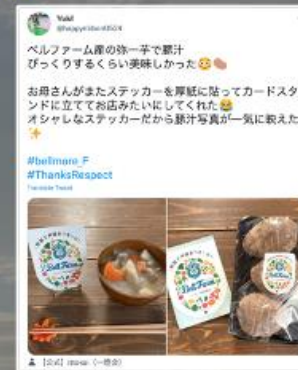 Yuki
ベルファーム産の弥一芋で豚汁
びっくりするくらい美味しかった
お母さんがまたステッカーを厚紙に貼ってカードスタ
ンドに立ててお店みたいにしてくれた😂
オシャレなステッカーだから豚汁写真が一気に映えた
✨
#bellmare_F
#ThanksRespect
Translate Tweet
Bell Farm
Bell Farm